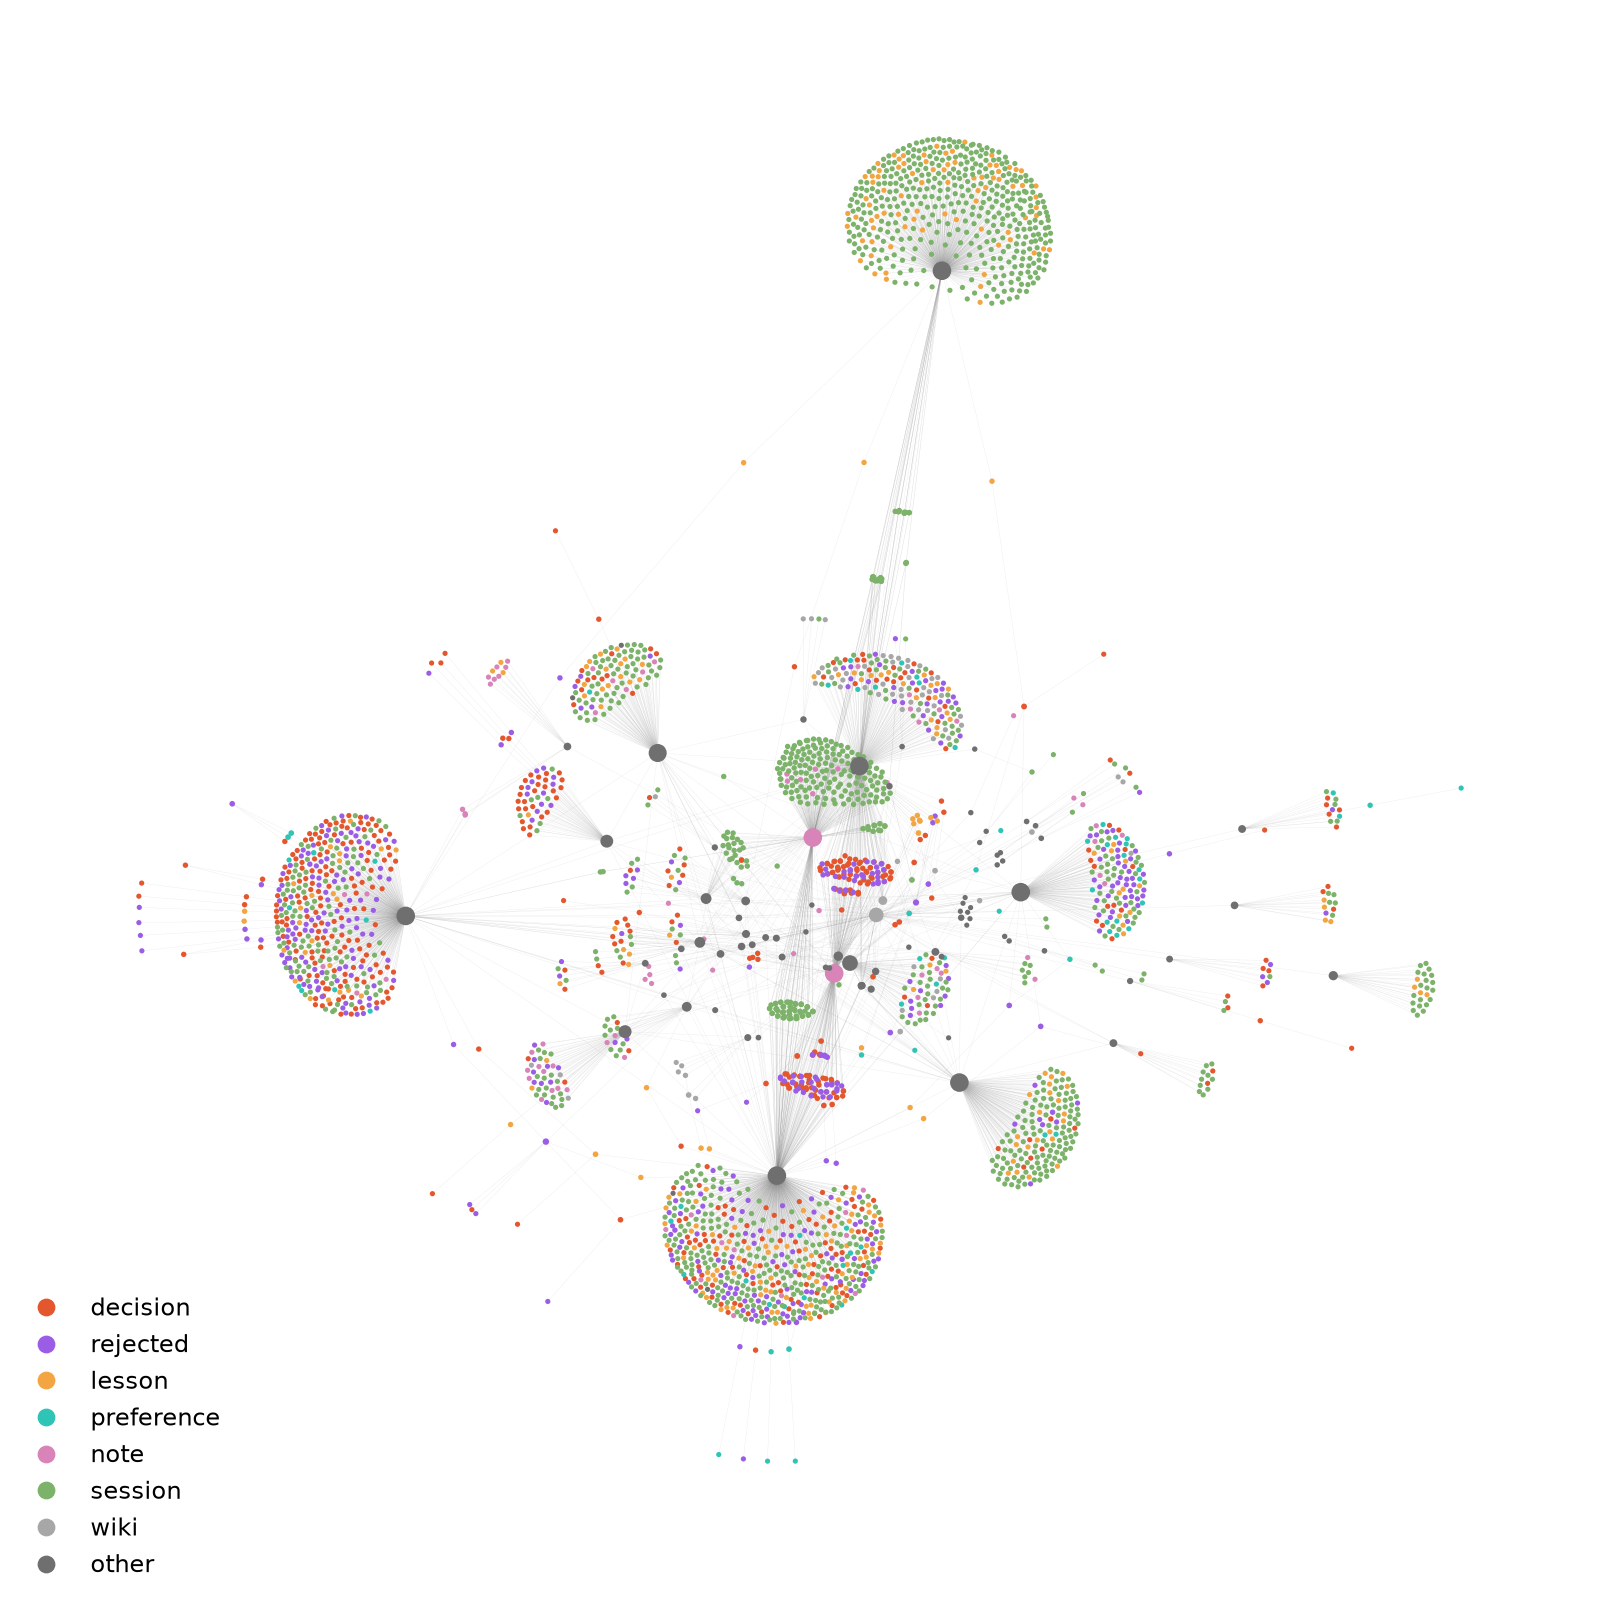 decision
rejected
lesson
preference
note
session
wiki
other